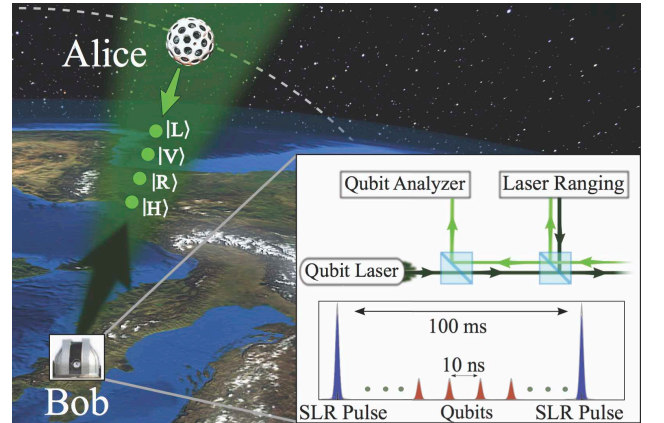 Alice
|L⟩
|V⟩
|R⟩
|H⟩
Bob
Qubit Analyzer
Laser Ranging
Qubit Laser
100 ms
10 ns
SLR Pulse
Qubits
SLR Pulse